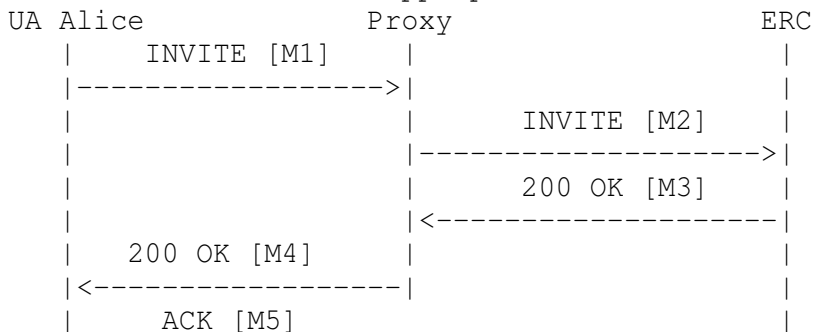 UA Alice Proxy ERC
| INVITE [M1] | |
|------------------>| |
| | INVITE [M2] |
| |-------------------->|
| | 200 OK [M3] |
| |<--------------------|
| 200 OK [M4] | |
|<------------------| |
| ACK [M5] |